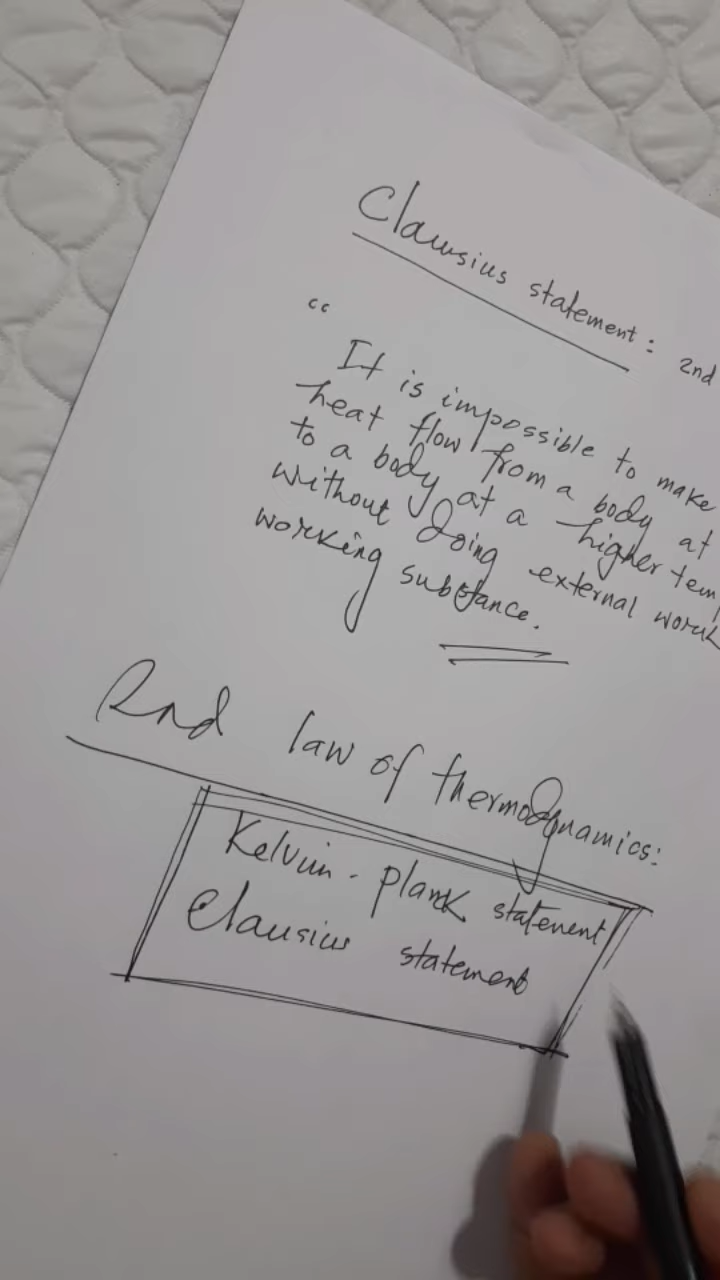 Clausius statement: 2nd
"
It is impossible to make
heat flow from a body at
to a body at a higher tem
without doing external work
working substance.
2nd law of thermodynamics:
Kelvin - plank statement
Clausius statement